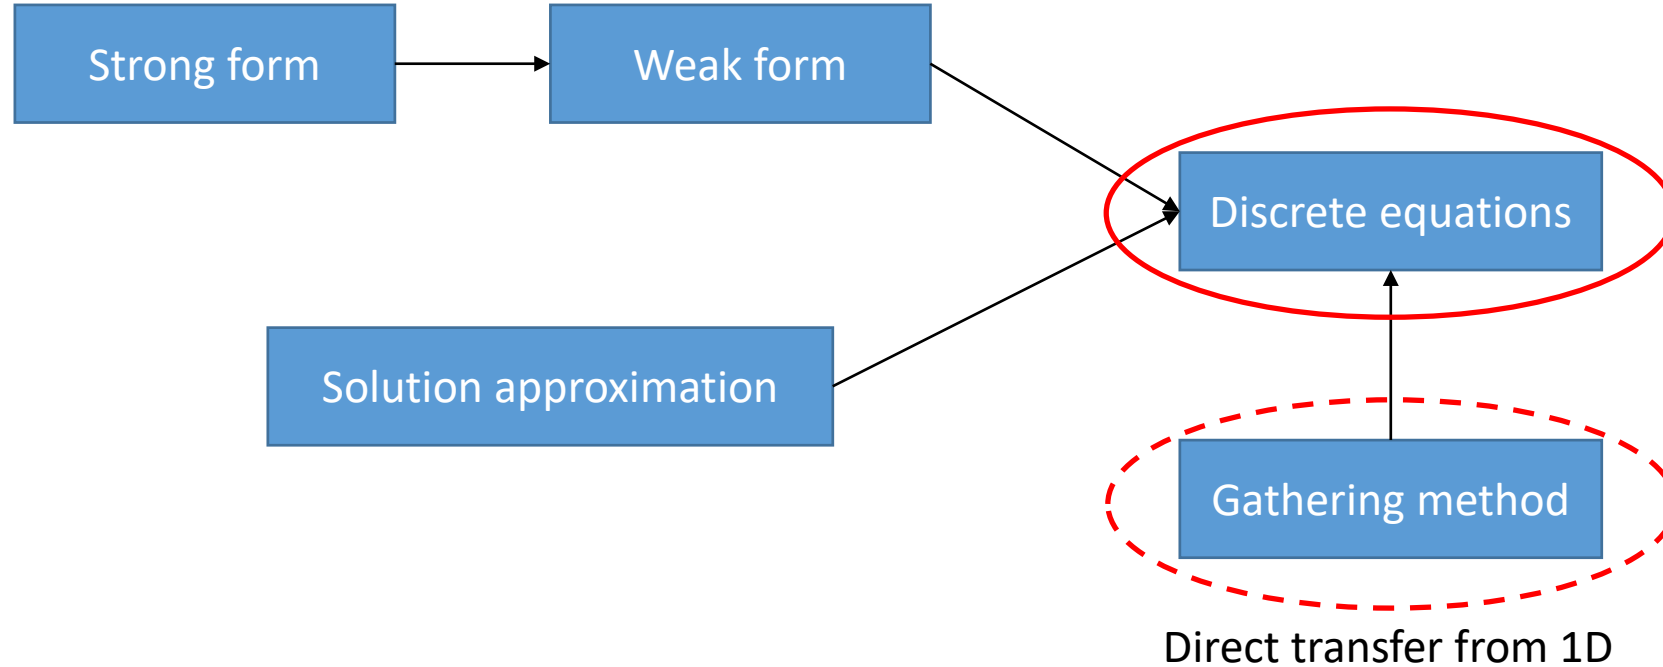 Strong form
Weak form
Discrete equations
Solution approximation
Gathering method
Direct transfer from 1D